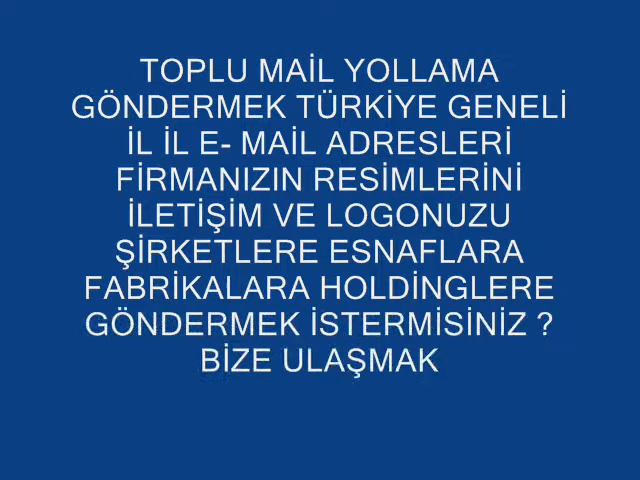 TOPLU MAİL YOLLAMA
GÖNDERMEK TÜRKİYE GENELİ
İL İL E- MAİL ADRESLERİ
FİRMANIZIN RESİMLERİNİ
İLETİŞİM VE LOGONUZU
ŞİRKETLERE ESNAFLARA
FABRİKALARA HOLDİNGLERE
GÖNDERMEK İSTERMİSİNİZ ?
BİZE ULAŞMAK